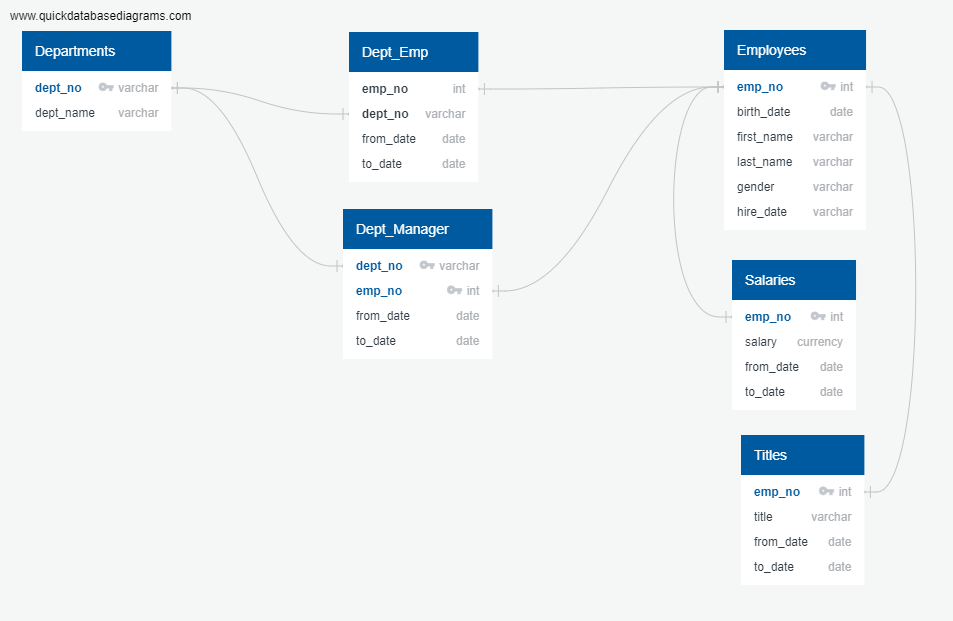 www.quickdatabasediagrams.com
Departments
dept_no varchar
dept_name varchar
Dept_Emp
emp_no int
dept_no varchar
from_date date
to_date date
Dept_Manager
dept_no varchar
emp_no int
from_date date
to_date date
Employees
emp_no int
birth_date date
first_name varchar
last_name varchar
gender varchar
hire_date varchar
Salaries
emp_no int
salary currency
from_date date
to_date date
Titles
emp_no int
title varchar
from_date date
to_date date